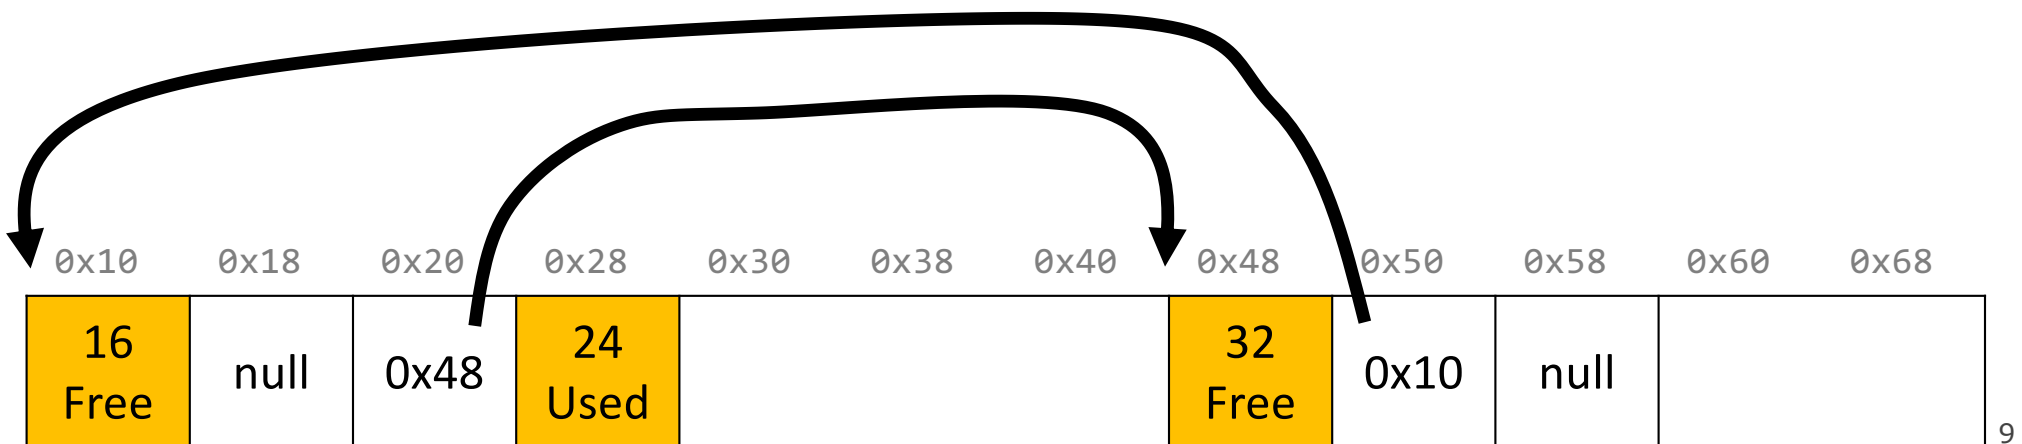 0x10 0x18 0x20 0x28 0x30 0x38 0x40 0x48 0x50 0x58 0x60 0x68
16 24 32
null 0x48 0x10 null
Free Used Free
9